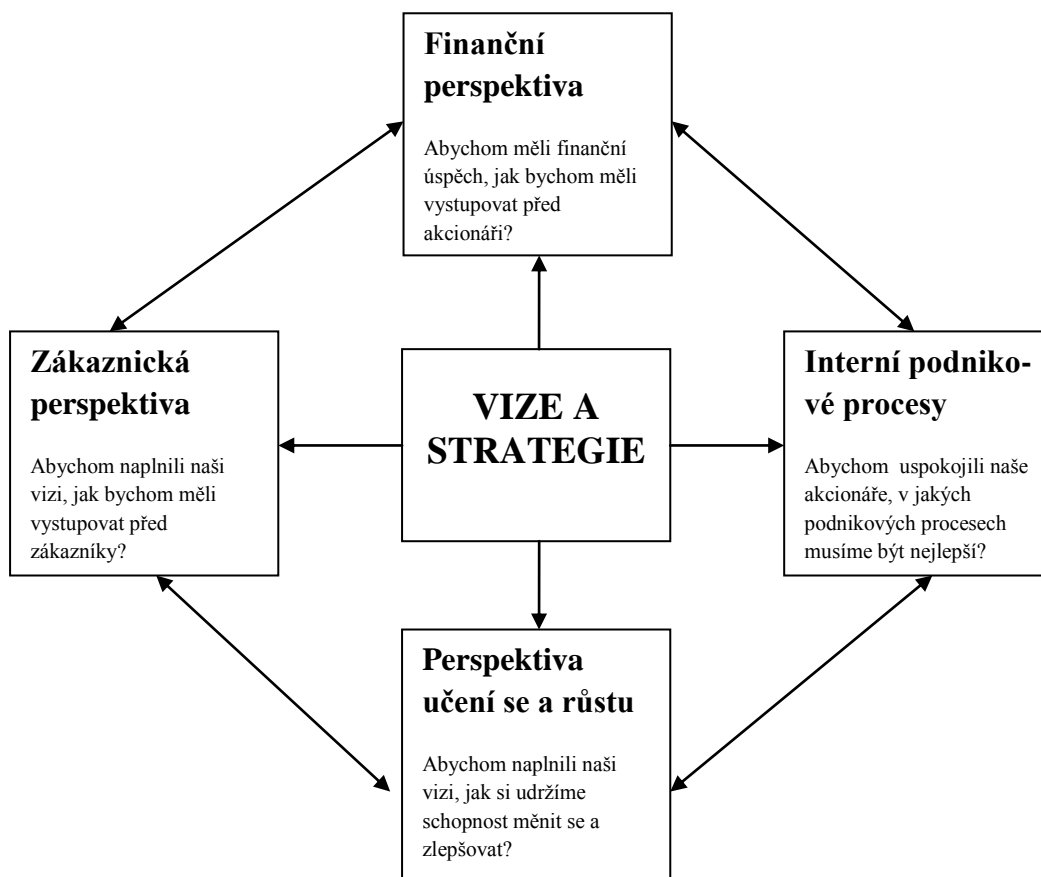 Finanční
perspektiva
Abychom měli finanční
úspěch, jak bychom měli
vystupovat před
akcionáři?
Zákaznická
perspektiva
Abychom naplnili naši
vizi, jak bychom měli
vystupovat před
zákazníky?
VIZE A
STRATEGIE
Interní podniko-
vé procesy
Abychom uspokojili naše
akcionáře, v jakých
podnikových procesech
musíme být nejlepší?
Perspektiva
učení se a růstu
Abychom naplnili naši
vizi, jak si udržíme
schopnost měnit se a
zlepšovat?